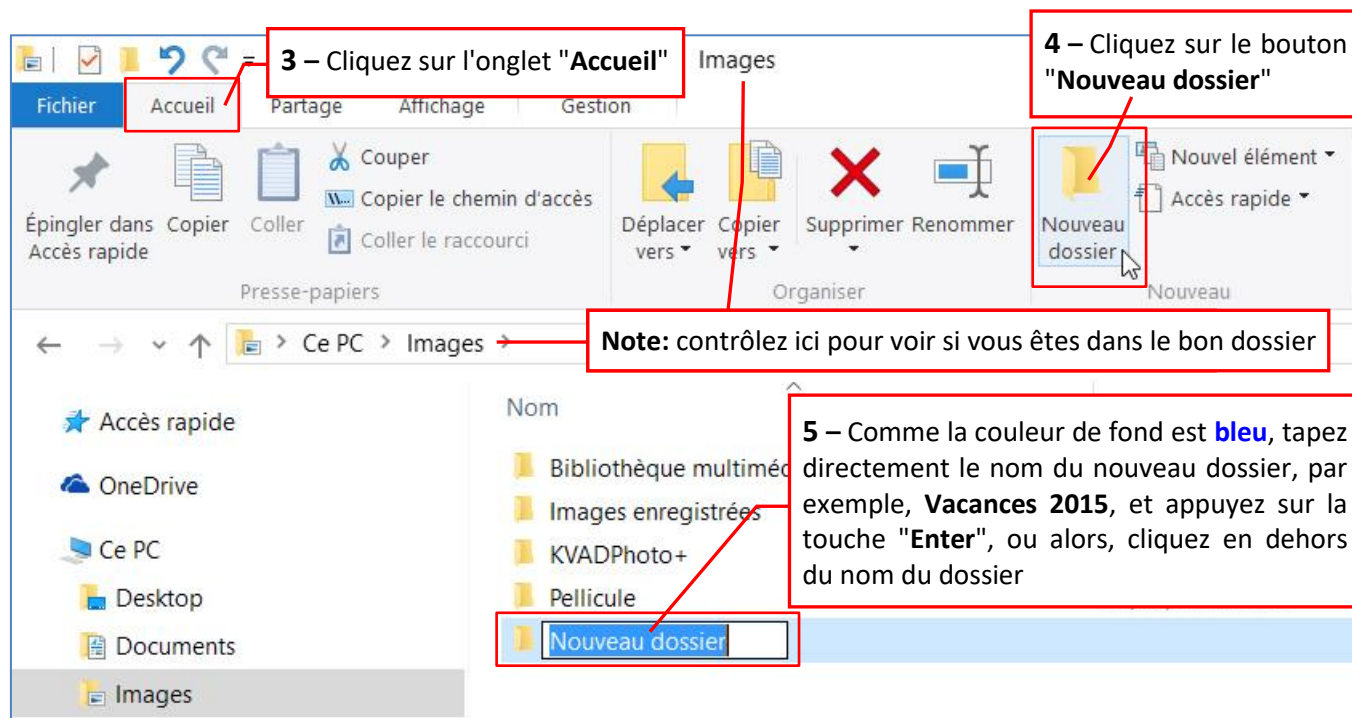 3 – Cliquez sur l'onglet "Accueil"
Images
4 – Cliquez sur le bouton
"Nouveau dossier"
Fichier
Accueil
Partage
Affichage
Gestion
Épingler dans
Accès rapide
Copier
Coller
Couper
Copier le chemin d'accès
Coller le raccourci
Déplacer
vers
Copier
vers
Supprimer
Renommer
Nouveau
dossier
Nouvel élément
Accès rapide
Presse-papiers
Organiser
Nouveau
Ce PC > Images >
Note: contrôlez ici pour voir si vous êtes dans le bon dossier
Accès rapide
OneDrive
Ce PC
Desktop
Documents
Images
Nom
Bibliothèque multiméd
Images enregistrées
KVADPhoto+
Pellicule
Nouveau dossier
5 – Comme la couleur de fond est bleu, tapez
directement le nom du nouveau dossier, par
exemple, Vacances 2015, et appuyez sur la
touche "Enter", ou alors, cliquez en dehors
du nom du dossier